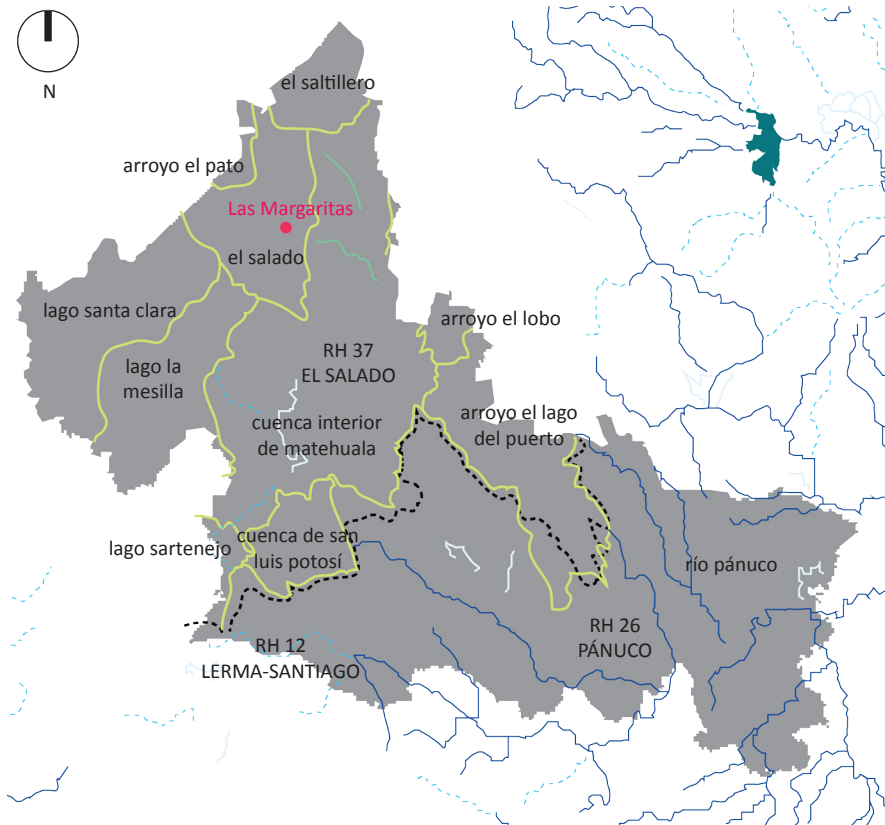 N
el saltillero
arroyo el pato
Las Margaritas
el salado
lago santa clara
arroyo el lobo
RH 37
EL SALADO
lago la
mesilla
cuenca interior
de matehuala
arroyo el lago
del puerto
cuenca de san
luis potosí
lago sartenejo
río pánuco
RH 26
PÁNUCO
RH 12
LERMA-SANTIAGO